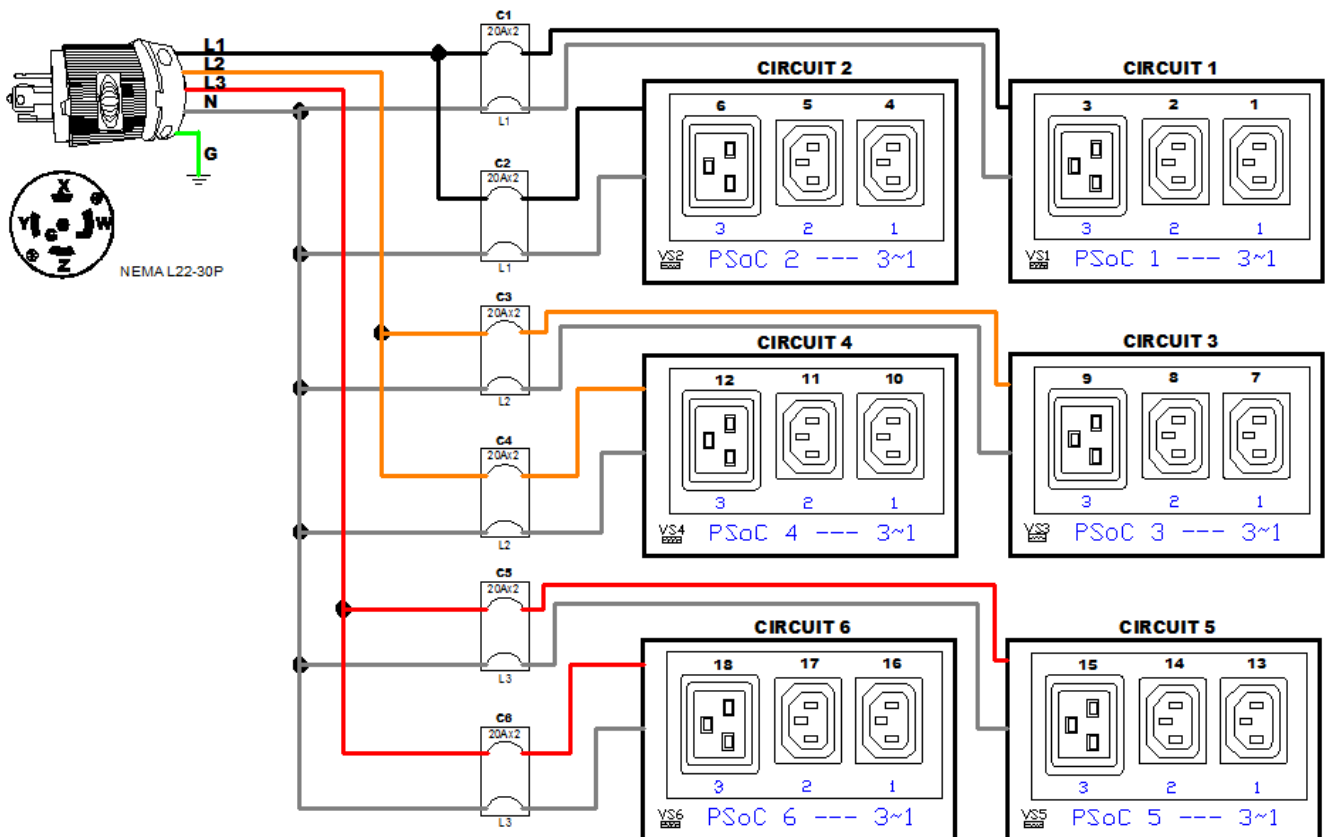 L1
L2
L3
N
G
X
Y
W
G
Z
NEMA L22-30P
C1
20Ax2
L1
C2
20Ax2
L1
C3
20Ax2
L2
C4
20Ax2
L2
C5
20Ax2
L3
C6
20Ax2
L3
CIRCUIT 2
6 5 4
3 2 1
VS2 PSoC 2 --- 3~1
CIRCUIT 1
3 2 1
3 2 1
VS1 PSoC 1 --- 3~1
CIRCUIT 4
12 11 10
3 2 1
VS4 PSoC 4 --- 3~1
CIRCUIT 3
9 8 7
3 2 1
VS3 PSoC 3 --- 3~1
CIRCUIT 6
18 17 16
3 2 1
VS6 PSoC 6 --- 3~1
CIRCUIT 5
15 14 13
3 2 1
VS5 PSoC 5 --- 3~1